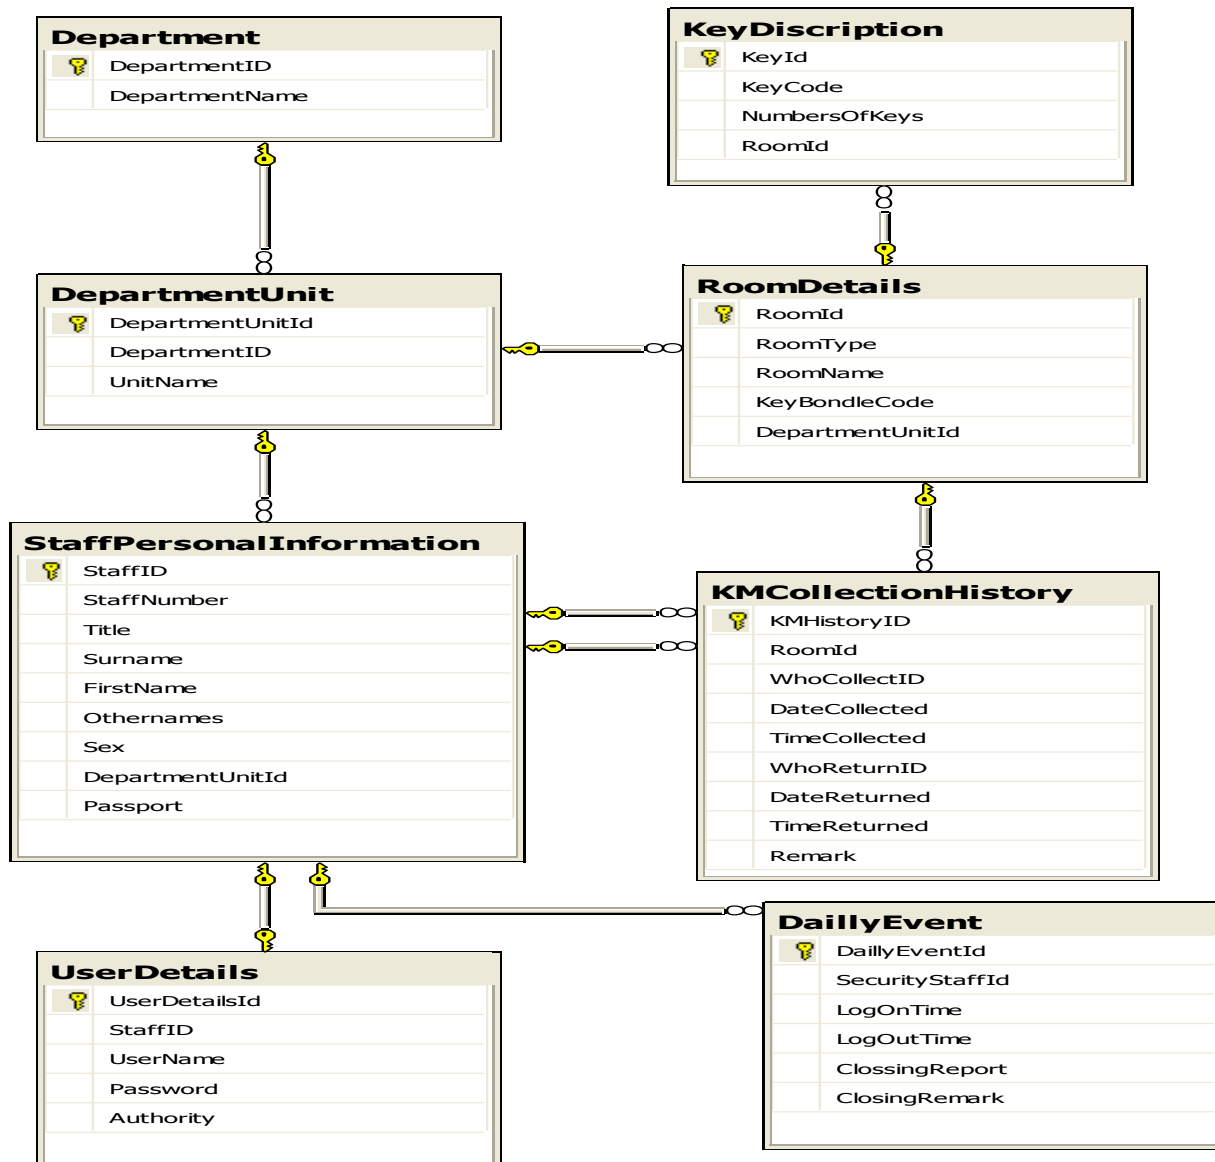 Department
DepartmentID
DepartmentName
KeyDiscription
KeyId
KeyCode
NumbersOfKeys
RoomId
DepartmentUnit
DepartmentUnitId
DepartmentID
UnitName
RoomDetails
RoomId
RoomType
RoomName
KeyBondleCode
DepartmentUnitId
StaffPersonalInformation
StaffID
StaffNumber
Title
Surname
FirstName
Othernames
Sex
DepartmentUnitId
Passport
KMCollectionHistory
KMHistoryID
RoomId
WhoCollectID
DateCollected
TimeCollected
WhoReturnID
DateReturned
TimeReturned
Remark
UserDetails
UserDetailsId
StaffID
UserName
Password
Authority
DaillyEvent
DaillyEventId
SecurityStaffId
LogOnTime
LogOutTime
ClossingReport
ClosingRemark